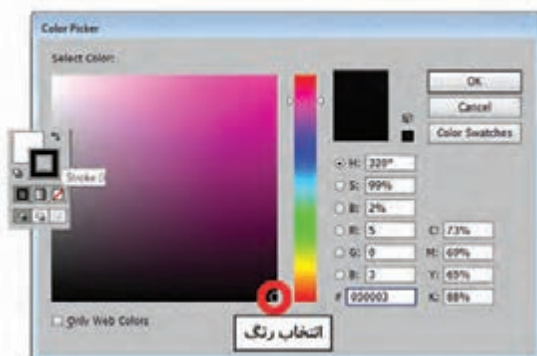 Color Picker
Select Color:
OK
Cancel
Color Swatches
Stroke
H: 320°
S: 99%
B: 2%
R: 5
G: 0
B: 3
# 050003
C: 73%
M: 69%
Y: 65%
K: 88%
Only Web Colors
انتخاب رنگ